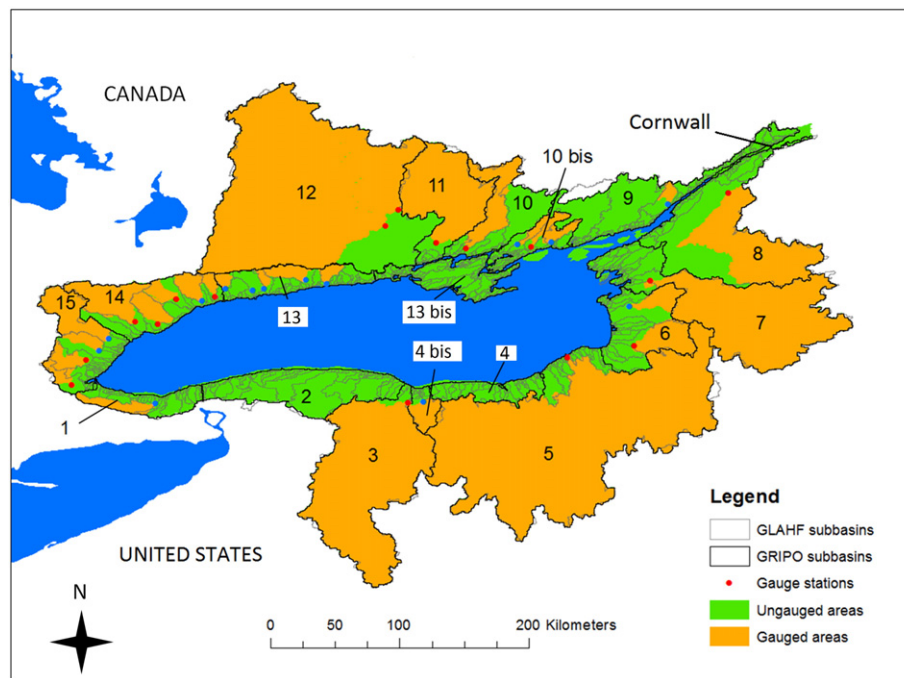 CANADA
Cornwall
10 bis
12
11
10
9
8
15
14
13
13 bis
7
6
4 bis
4
1
2
3
5
UNITED STATES
N
0 50 100 200 Kilometers
Legend
GLAHF subbasins
GRIPO subbasins
Gauge stations
Ungauged areas
Gauged areas